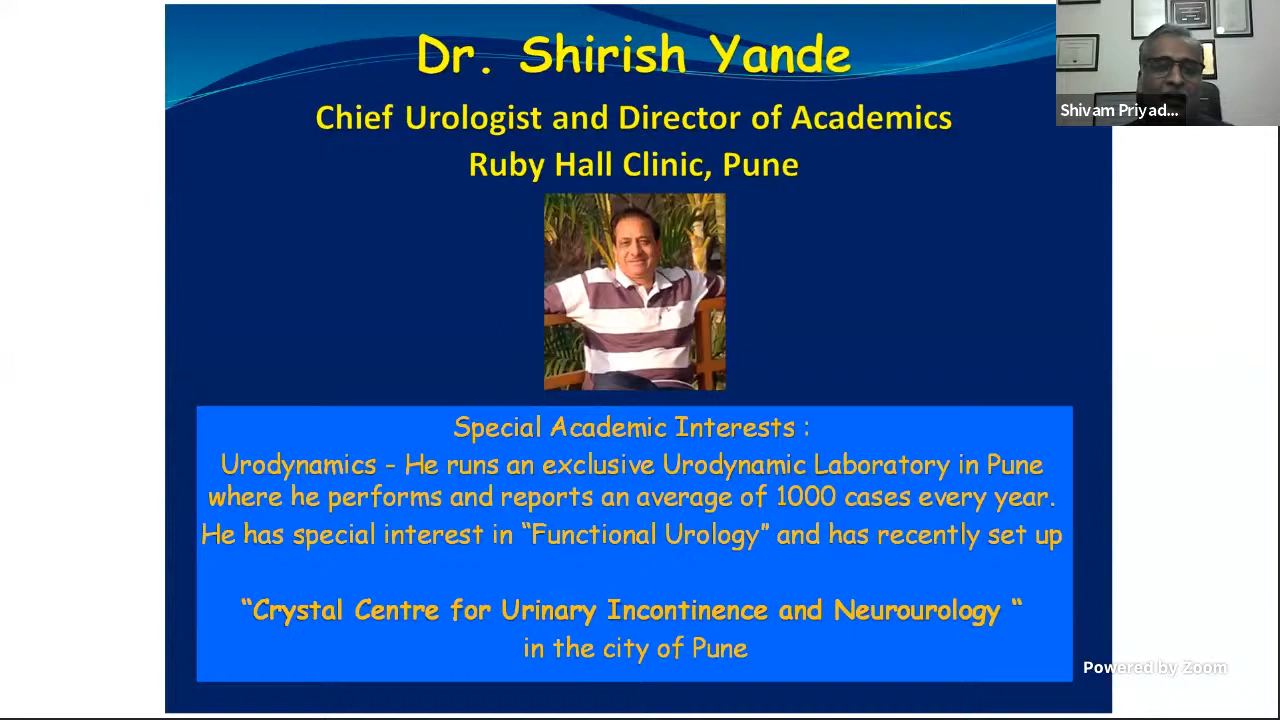 Dr. Shirish Yande
Chief Urologist and Director of Academics
Ruby Hall Clinic, Pune
Shivam Priyad...
Special Academic Interests :
Urodynamics - He runs an exclusive Urodynamic Laboratory in Pune
where he performs and reports an average of 1000 cases every year.
He has special interest in “Functional Urology” and has recently set up
“Crystal Centre for Urinary Incontinence and Neurourology “
in the city of Pune
Powered by Zoom